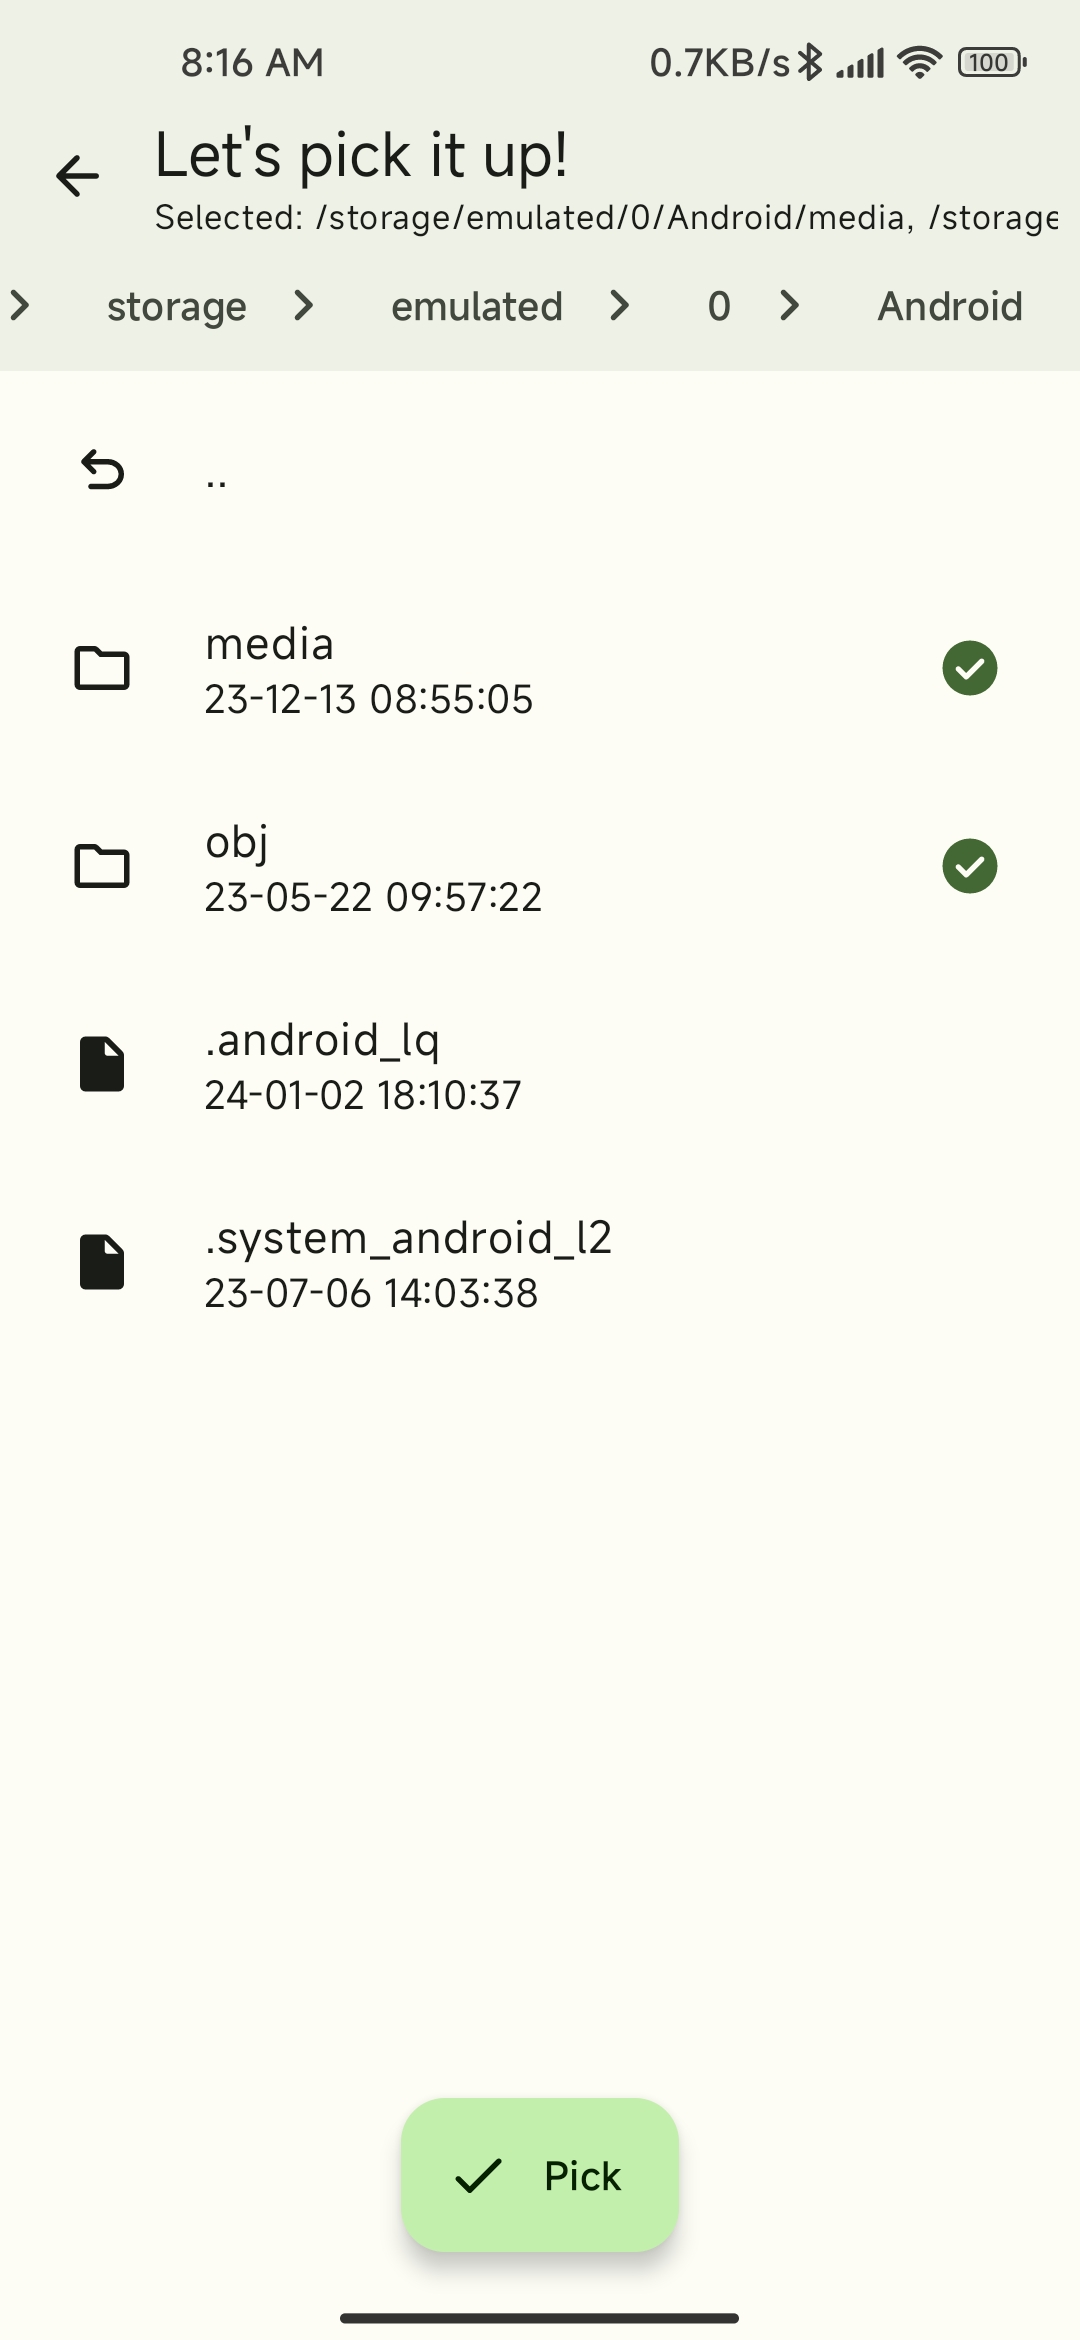 8:16 AM 0.7KB/s 100
Let's pick it up!
Selected: /storage/emulated/0/Android/media, /storage
storage > emulated > 0 > Android
..
media
23-12-13 08:55:05
obj
23-05-22 09:57:22
.android_lq
24-01-02 18:10:37
.system_android_l2
23-07-06 14:03:38
Pick